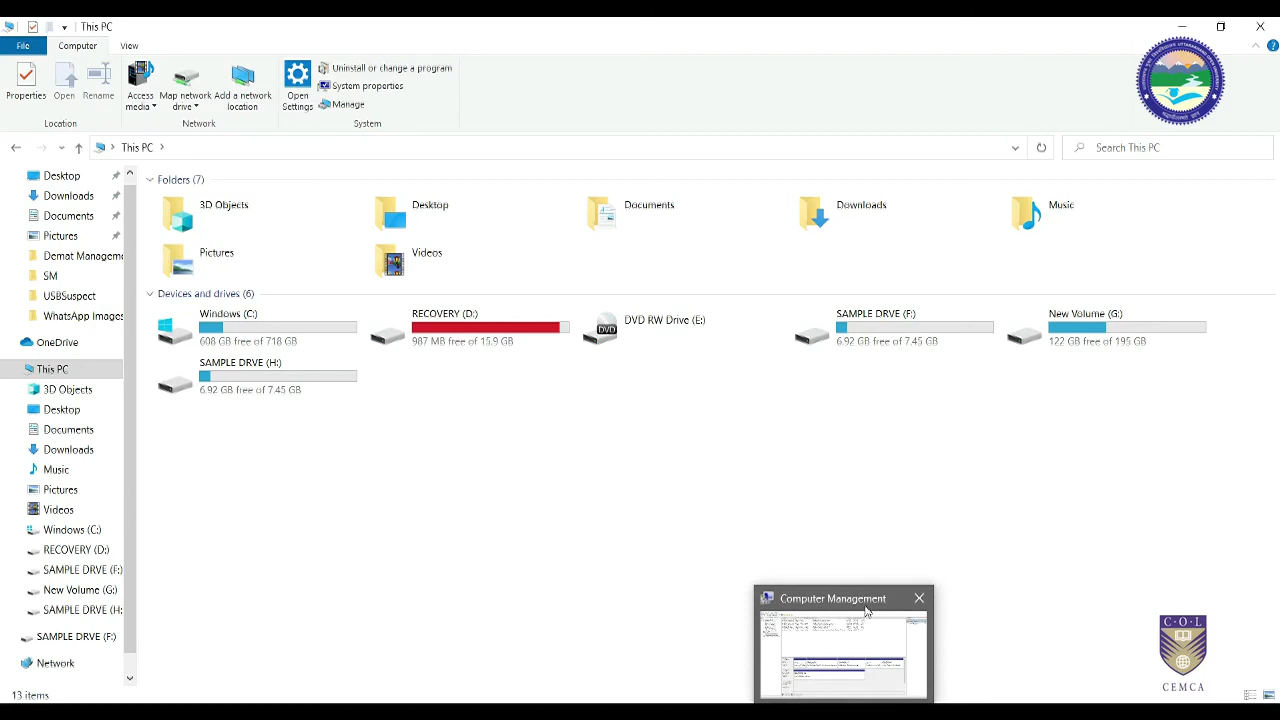 This PC
File
Computer
View
Properties
Open
Rename
Access media
Map network drive
Add a network location
Open Settings
Uninstall or change a program
System properties
Manage
Location
Network
System
This PC
Search This PC
Desktop
Downloads
Documents
Pictures
Demat Managem
SM
USBSuspect
WhatsApp Images
OneDrive
This PC
3D Objects
Desktop
Documents
Downloads
Music
Pictures
Videos
Windows (C:)
RECOVERY (D:)
SAMPLE DRVE (F:)
New Volume (G:)
SAMPLE DRVE (H:
SAMPLE DRVE (F:)
Network
Folders (7)
3D Objects
Desktop
Documents
Downloads
Music
Pictures
Videos
Devices and drives (6)
Windows (C:)
608 GB free of 718 GB
RECOVERY (D:)
987 MB free of 15.9 GB
DVD RW Drive (E:)
DVD
SAMPLE DRVE (F:)
6.92 GB free of 7.45 GB
New Volume (G:)
122 GB free of 195 GB
SAMPLE DRVE (H:)
6.92 GB free of 7.45 GB
Computer Management
C·O·L
CEMCA
13 items